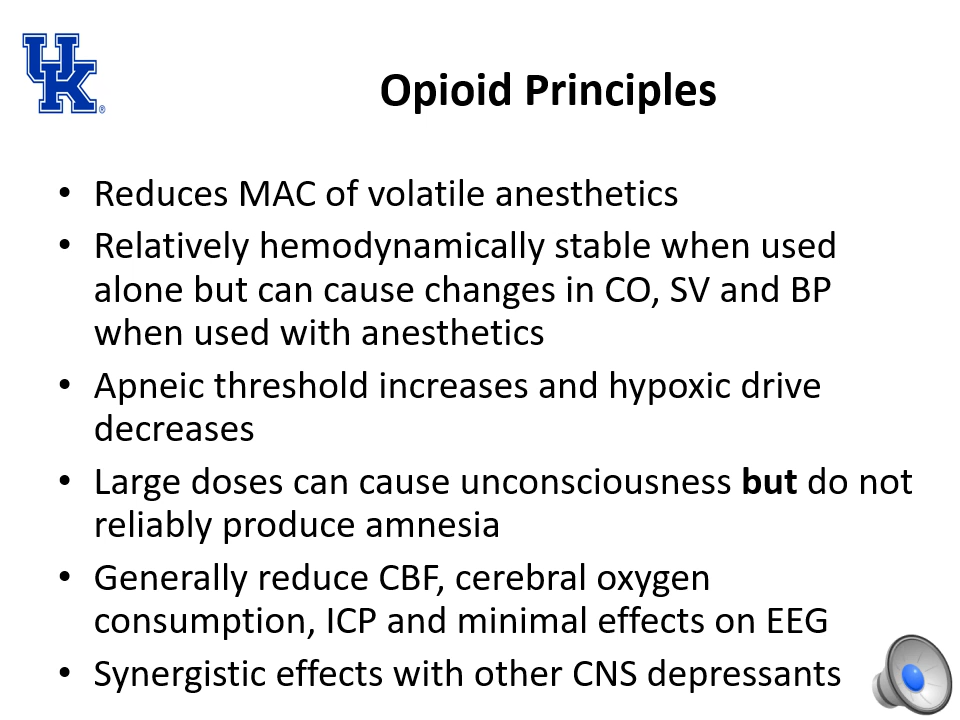 UK®
Opioid Principles
• Reduces MAC of volatile anesthetics
• Relatively hemodynamically stable when used
alone but can cause changes in CO, SV and BP
when used with anesthetics
• Apneic threshold increases and hypoxic drive
decreases
• Large doses can cause unconsciousness but do not
reliably produce amnesia
• Generally reduce CBF, cerebral oxygen
consumption, ICP and minimal effects on EEG
• Synergistic effects with other CNS depressants